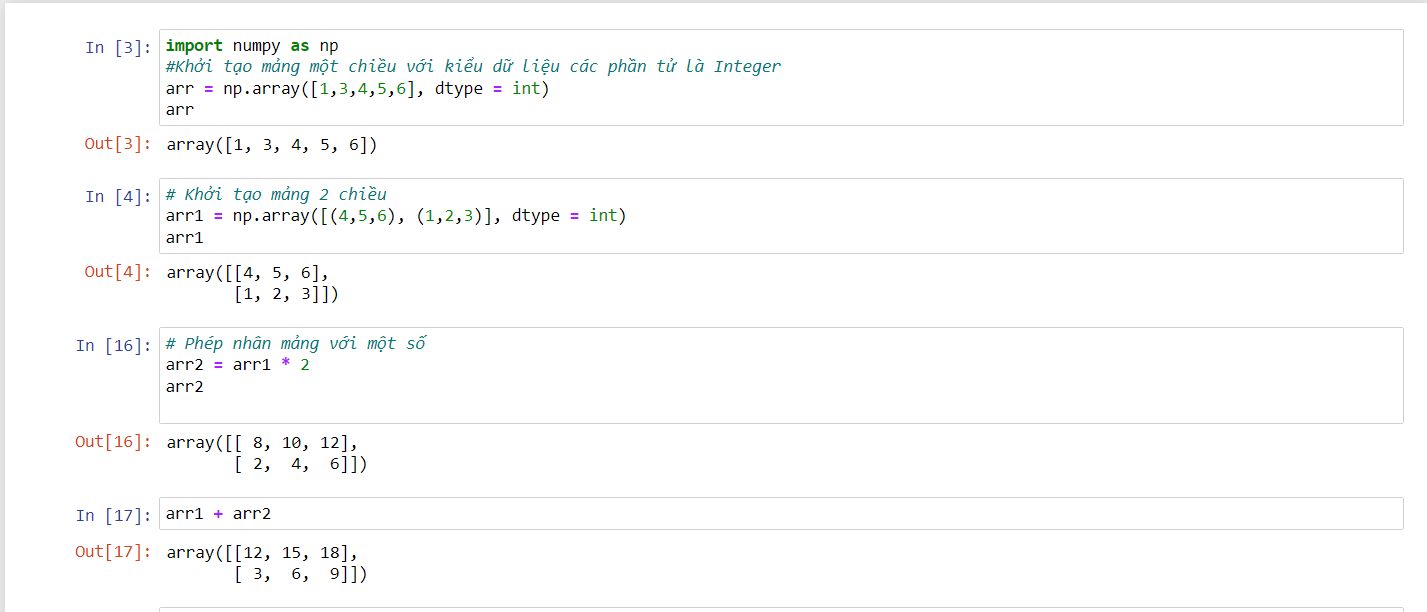 In [3]: import numpy as np
#Khởi tạo mảng một chiều với kiểu dữ liệu các phần tử là Integer
arr = np.array([1,3,4,5,6], dtype = int)
arr
Out[3]: array([1, 3, 4, 5, 6])
In [4]: # Khởi tạo mảng 2 chiều
arr1 = np.array([(4,5,6), (1,2,3)], dtype = int)
arr1
Out[4]: array([[4, 5, 6],
[1, 2, 3]])
In [16]: # Phép nhân mảng với một số
arr2 = arr1 * 2
arr2
Out[16]: array([[ 8, 10, 12],
[ 2,  4,  6]])
In [17]: arr1 + arr2
Out[17]: array([[12, 15, 18],
[ 3,  6,  9]])